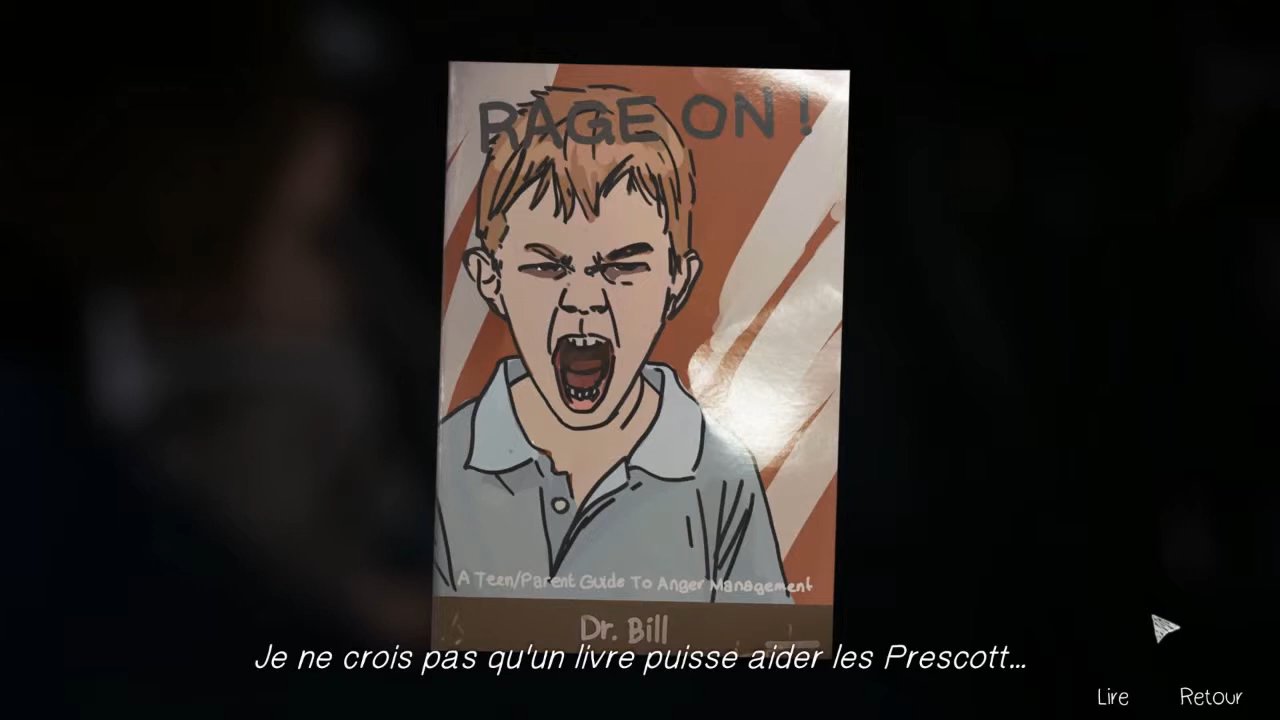 RAGE ON !
A Teen/Parent Guide To Anger Management
Dr. Bill
Je ne crois pas qu'un livre puisse aider les Prescott...
Lire
Retour